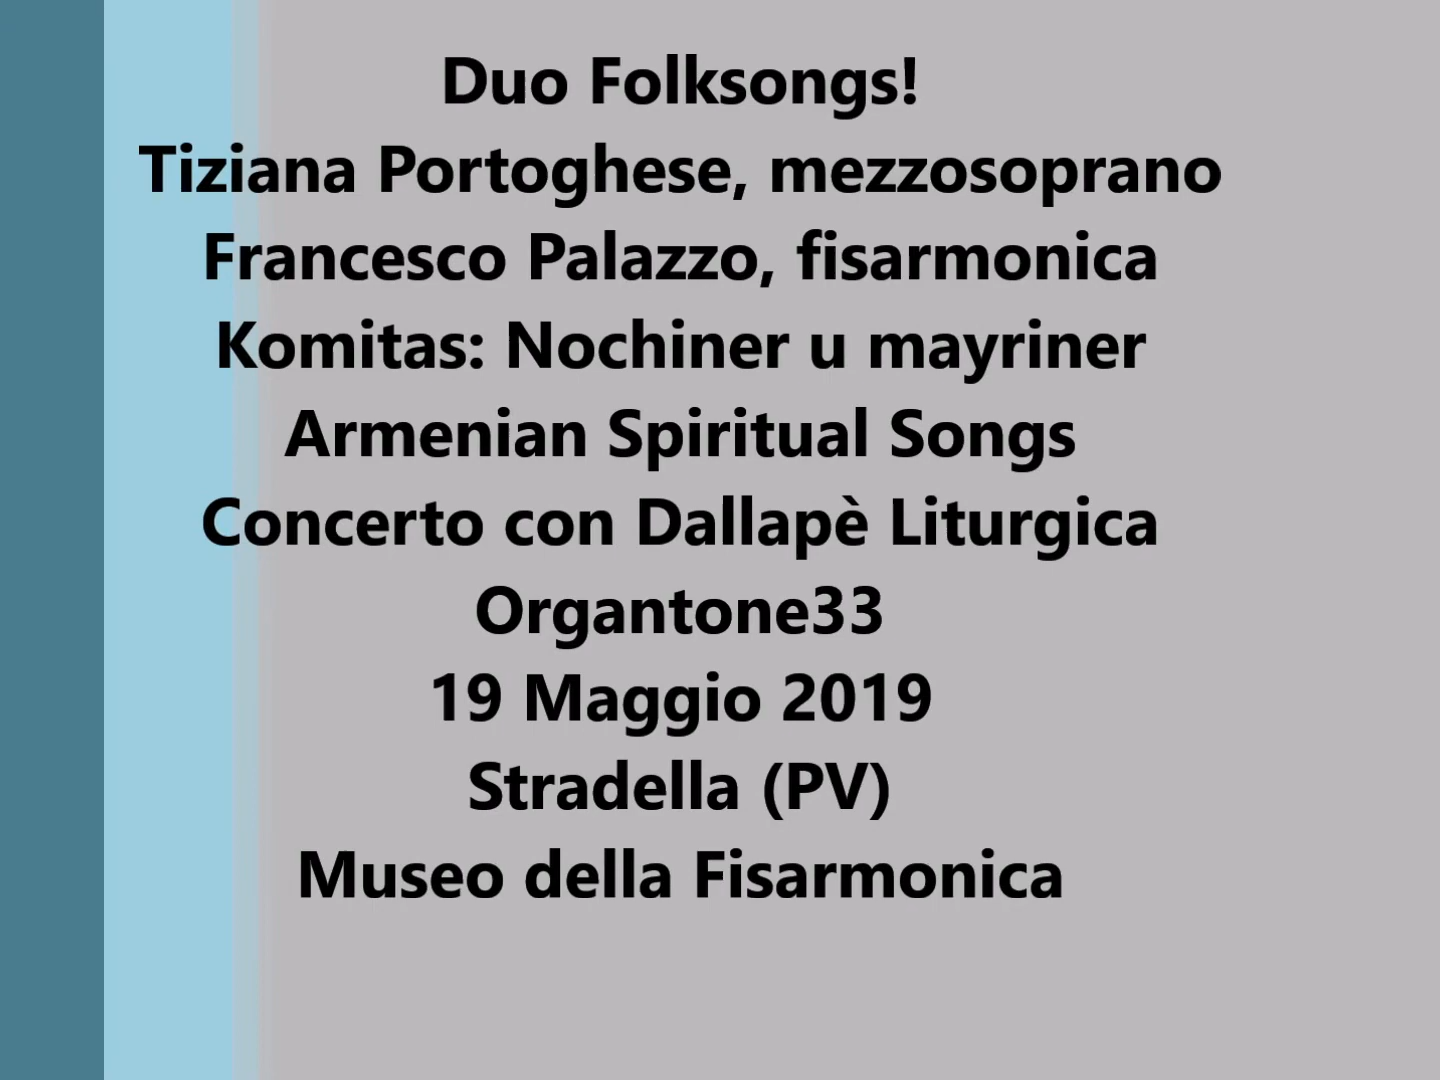 Duo Folksongs!
Tiziana Portoghese, mezzosoprano
Francesco Palazzo, fisarmonica
Komitas: Nochiner u mayriner
Armenian Spiritual Songs
Concerto con Dallapè Liturgica
Organtone33
19 Maggio 2019
Stradella (PV)
Museo della Fisarmonica